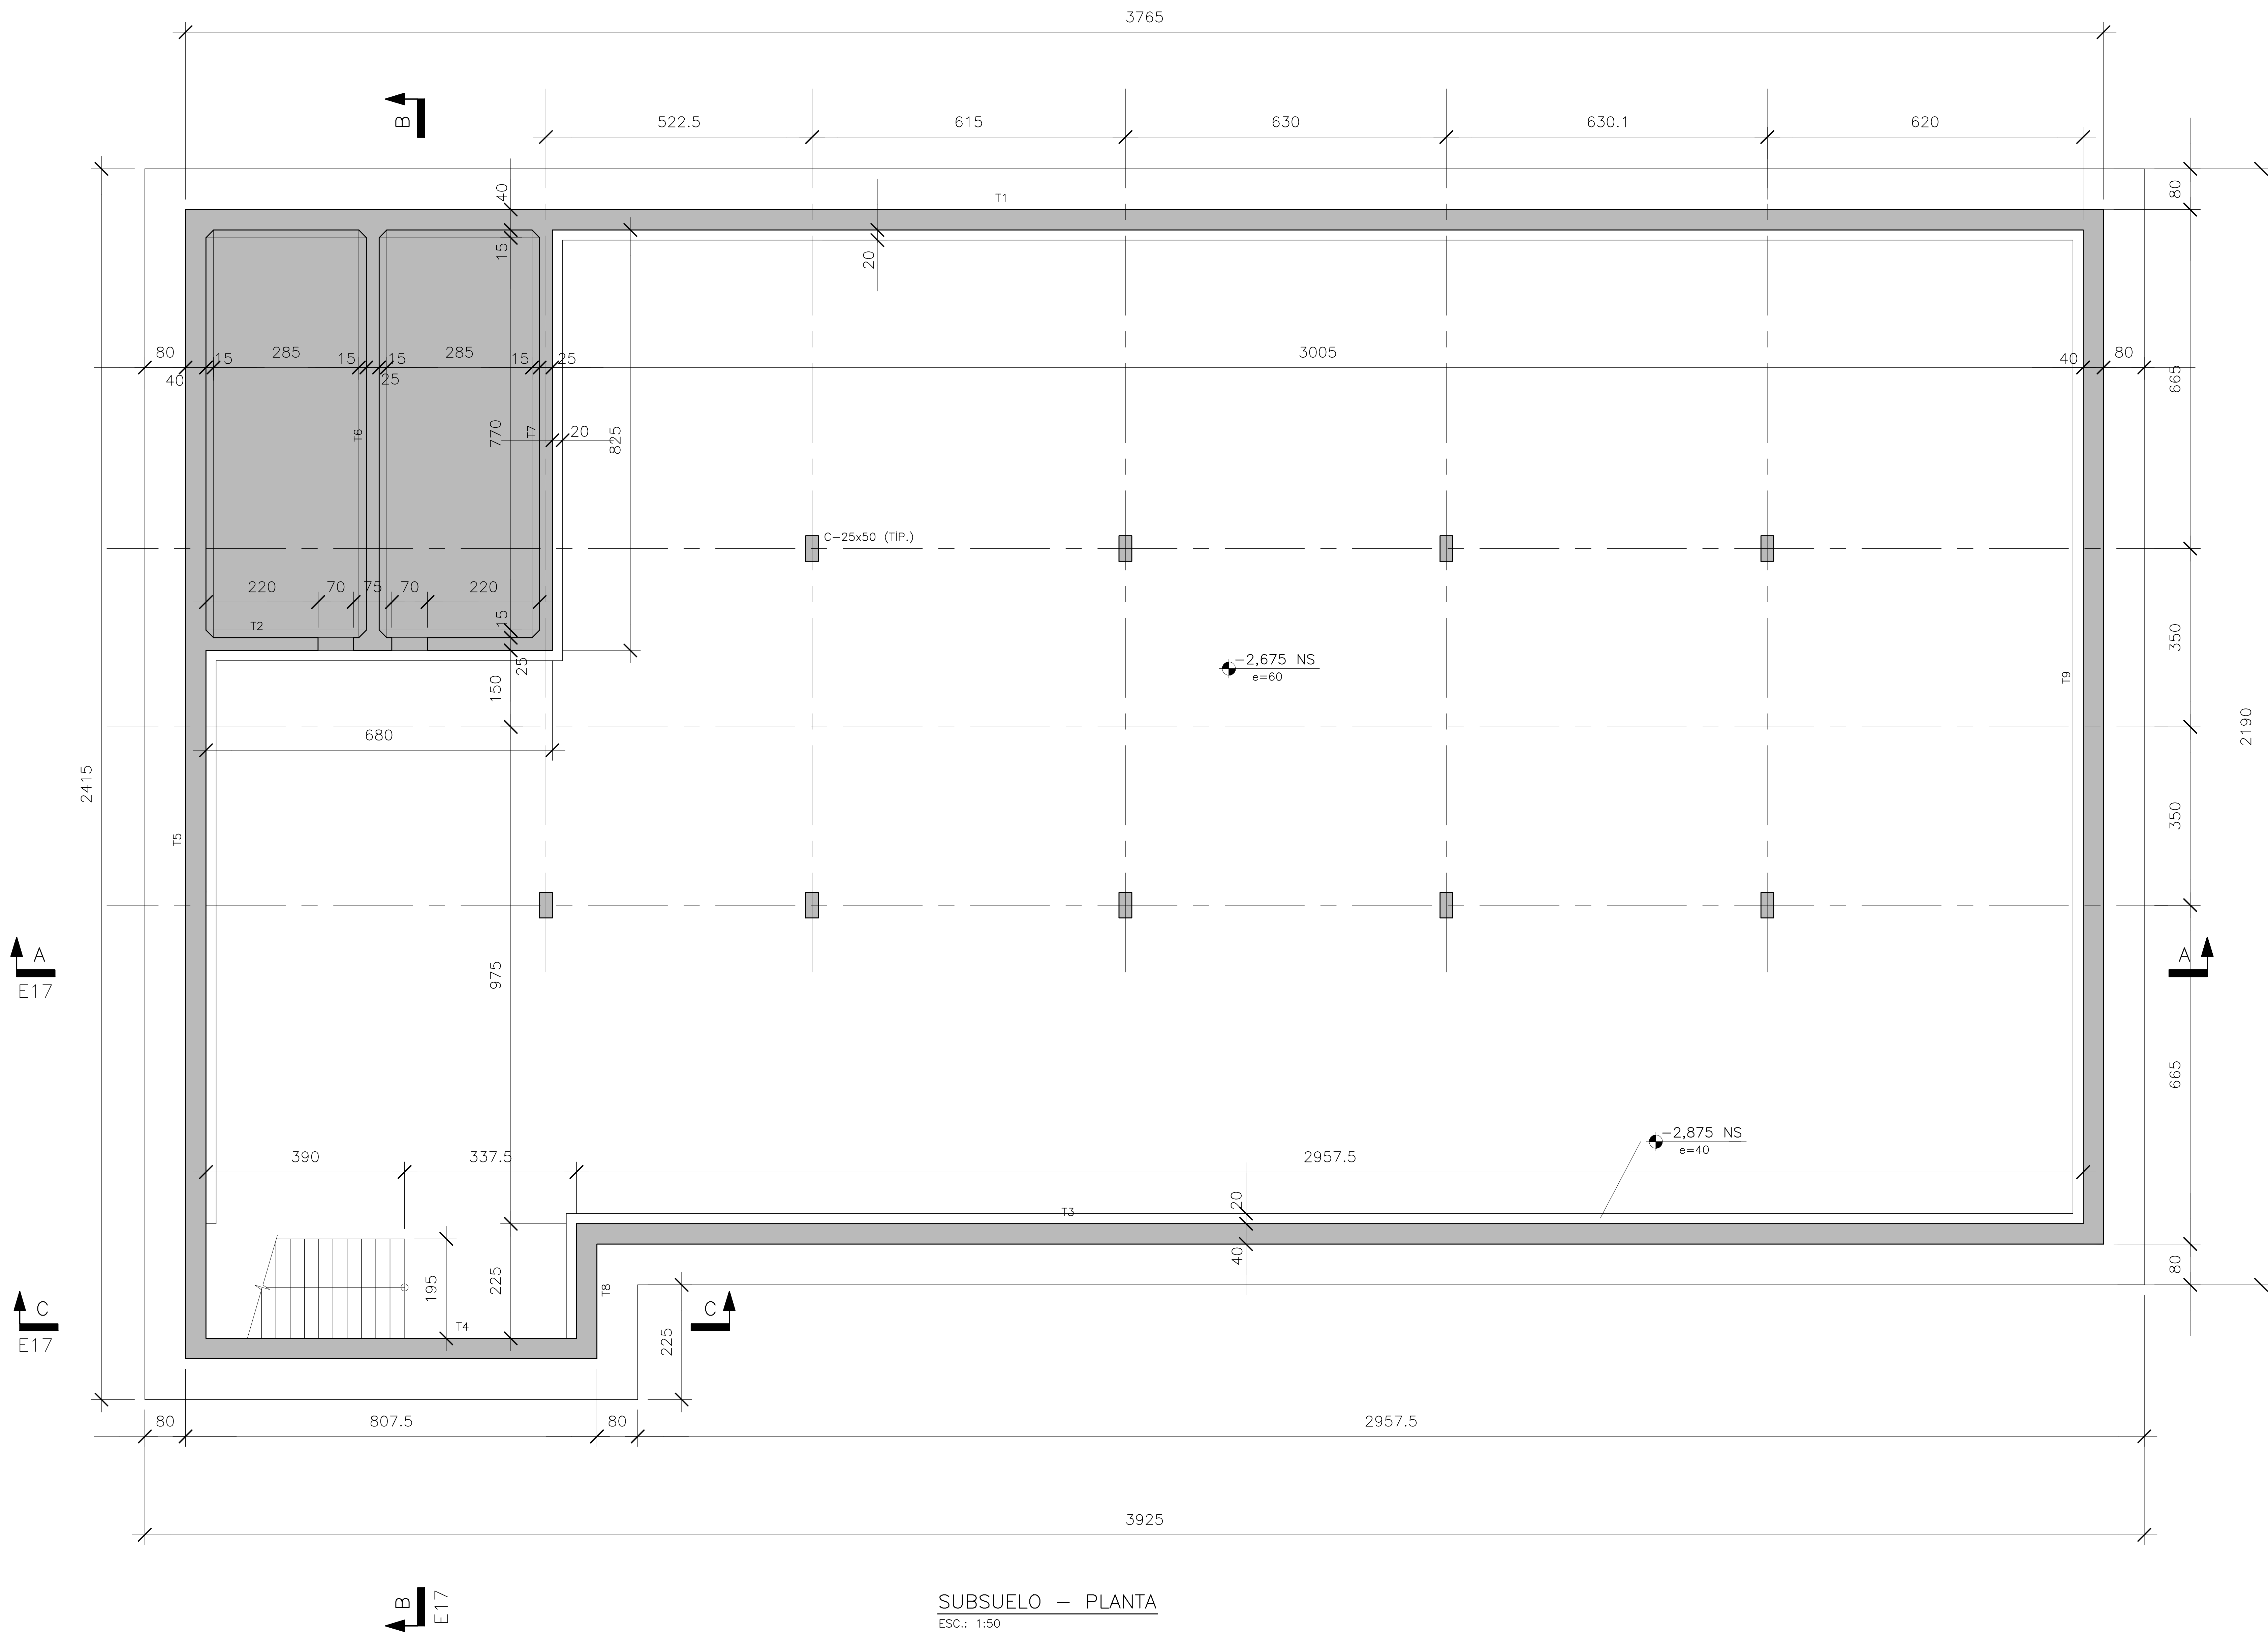 3765
B
522.5
615
630
630.1
620
40
T1
80
15
20
80
15
285
15
15
285
15
25
3005
40
80
40
25
665
T6
770
T7
20
825
C-25x50 (TÍP.)
220
70
75
70
220
T2
15
25
-2,675 NS
e=60
350
150
T9
680
2190
2415
350
T5
A
E17
975
A
665
390
337.5
2957.5
-2,875 NS
e=40
20
T3
40
80
195
225
T8
C
E17
T4
C
225
80
807.5
80
2957.5
3925
B
E17
SUBSUELO - PLANTA
ESC.: 1:50